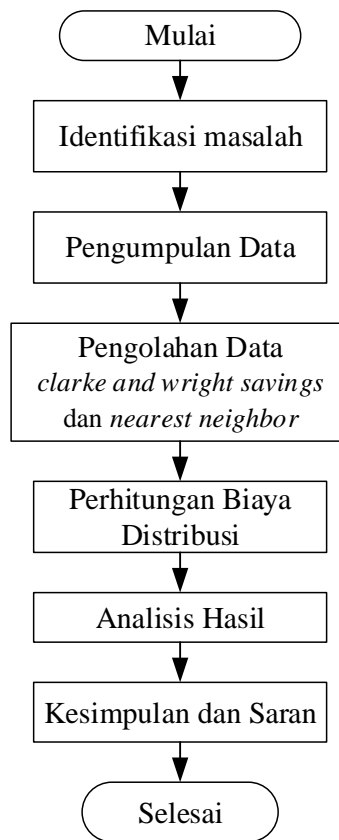 Mulai
Identifikasi masalah
Pengumpulan Data
Pengolahan Data
clarke and wright savings
dan nearest neighbor
Perhitungan Biaya
Distribusi
Analisis Hasil
Kesimpulan dan Saran
Selesai